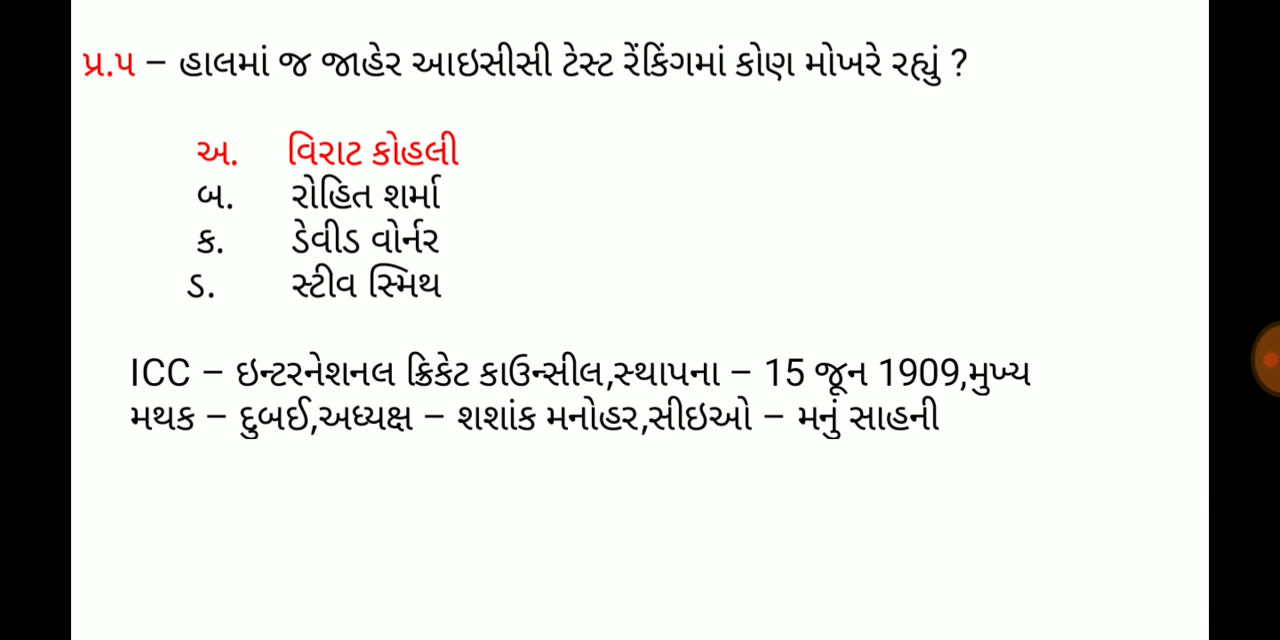 પ્ર.૫ – હાલમાં જ જાહેર આઇસીસી ટેસ્ટ રેંકિંગમાં કોણ મોખરે રહ્યું ?
અ. વિરાટ કોહલી
બ. રોહિત શર્મા
ક. ડેવીડ વોર્નર
ડ. સ્ટીવ સ્મિથ
ICC – ઇન્ટરનેશનલ ક્રિકેટ કાઉન્સીલ,સ્થાપના – 15 જૂન 1909,મુખ્ય
મથક – દુબઈ,અધ્યક્ષ – શશાંક મનોહર,સીઇઓ – મનું સાહની